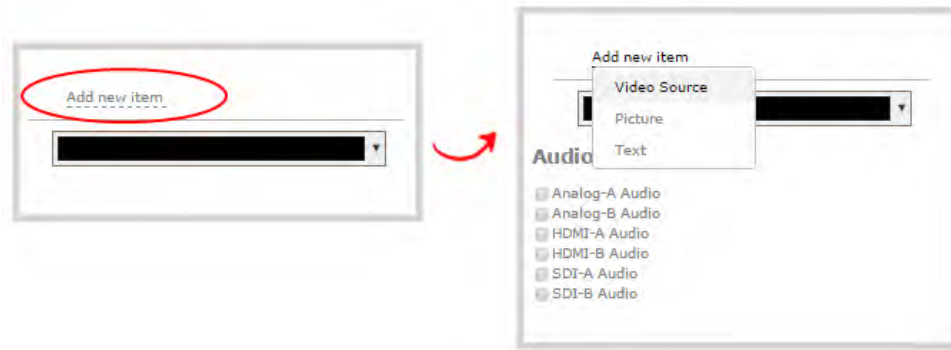 Add new item
Add new item
Video Source
Picture
Text
Audio
Analog-A Audio
Analog-B Audio
HDMI-A Audio
HDMI-B Audio
SDI-A Audio
SDI-B Audio